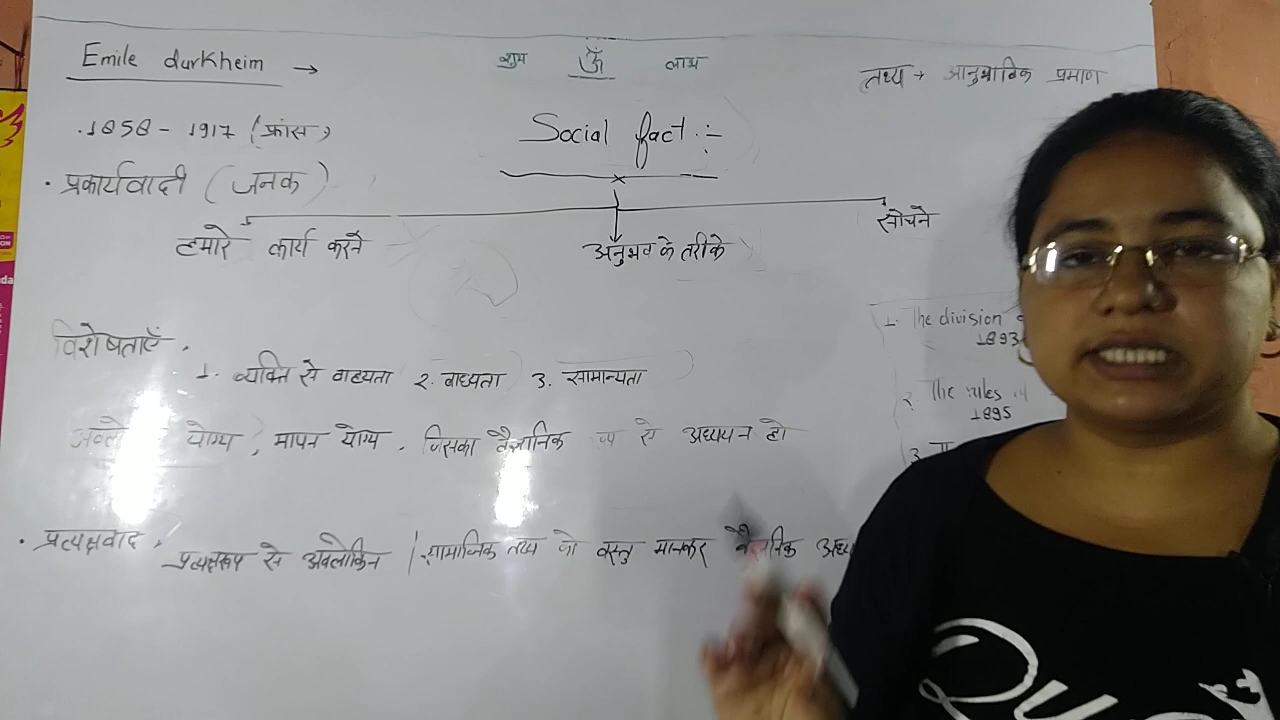 Emile durkheim →
शुभ ॐ लाभ
तथ्य → आनुभाविक प्रमाण
.1858 - 1917 (फ्रांस)
Social fact :-
· प्रकार्यवादी (जनक)
हमारे कार्य करने
अनुभव के तरीके
सोचने
विशेषताएँ .
1. व्यक्ति से वाह्यता 2. वाध्यता 3. सामान्यता
योग्य, मापन योग्य . जिसका वैज्ञानिक से अध्ययन हो
· प्रत्यक्षवाद,
प्रत्यक्षरूप से अवलोकिन | सामाजिक तथ्य को वस्तु मानकर
1. The division
1893
2. The rules
1895
3.